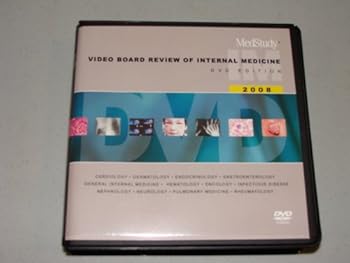 MedStudy
IM
VIDEO BOARD REVIEW OF INTERNAL MEDICINE
DVD EDITION
2008
DVD
CARDIOLOGY • DERMATOLOGY • ENDOCRINOLOGY • GASTROENTEROLOGY
GENERAL INTERNAL MEDICINE • HEMATOLOGY • ONCOLOGY • INFECTIOUS DISEASE
NEPHROLOGY • NEUROLOGY • PULMONARY MEDICINE • RHEUMATOLOGY
DVD